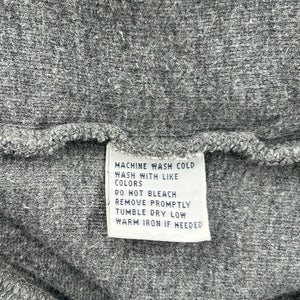 MACHINE WASH COLD
WASH WITH LIKE
COLORS
DO NOT BLEACH
REMOVE PROMPTLY
TUMBLE DRY LOW
WARM IRON IF NEEDED